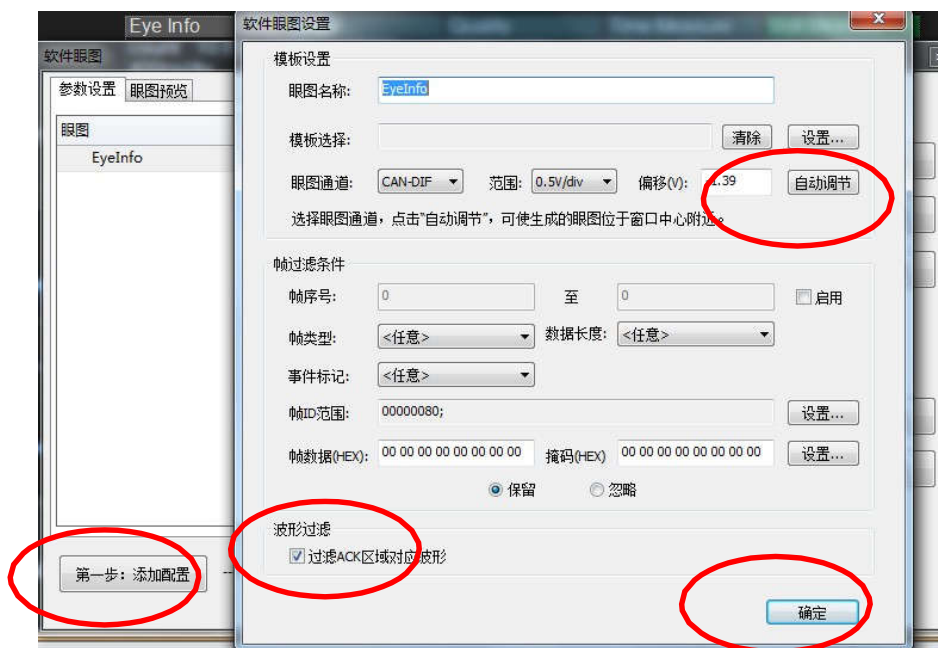 Eye Info
软件眼图设置
软件眼图
参数设置 眼图预览
眼图
EyeInfo
模板设置
眼图名称: EyeInfo
模板选择: 清除 设置...
眼图通道: CAN-DIF 范围: 0.5V/div 偏移(V): 1.39 自动调节
选择眼图通道，点击"自动调节"，可使生成的眼图位于窗口中心附近。
帧过滤条件
帧序号: 0 至 0 启用
帧类型: <任意> 数据长度: <任意>
事件标记: <任意>
帧ID范围: 00000080; 设置...
帧数据(HEX): 00 00 00 00 00 00 00 00 掩码(HEX) 00 00 00 00 00 00 00 00 设置...
保留 忽略
波形过滤
过滤ACK区域对应波形
第一步：添加配置
确定